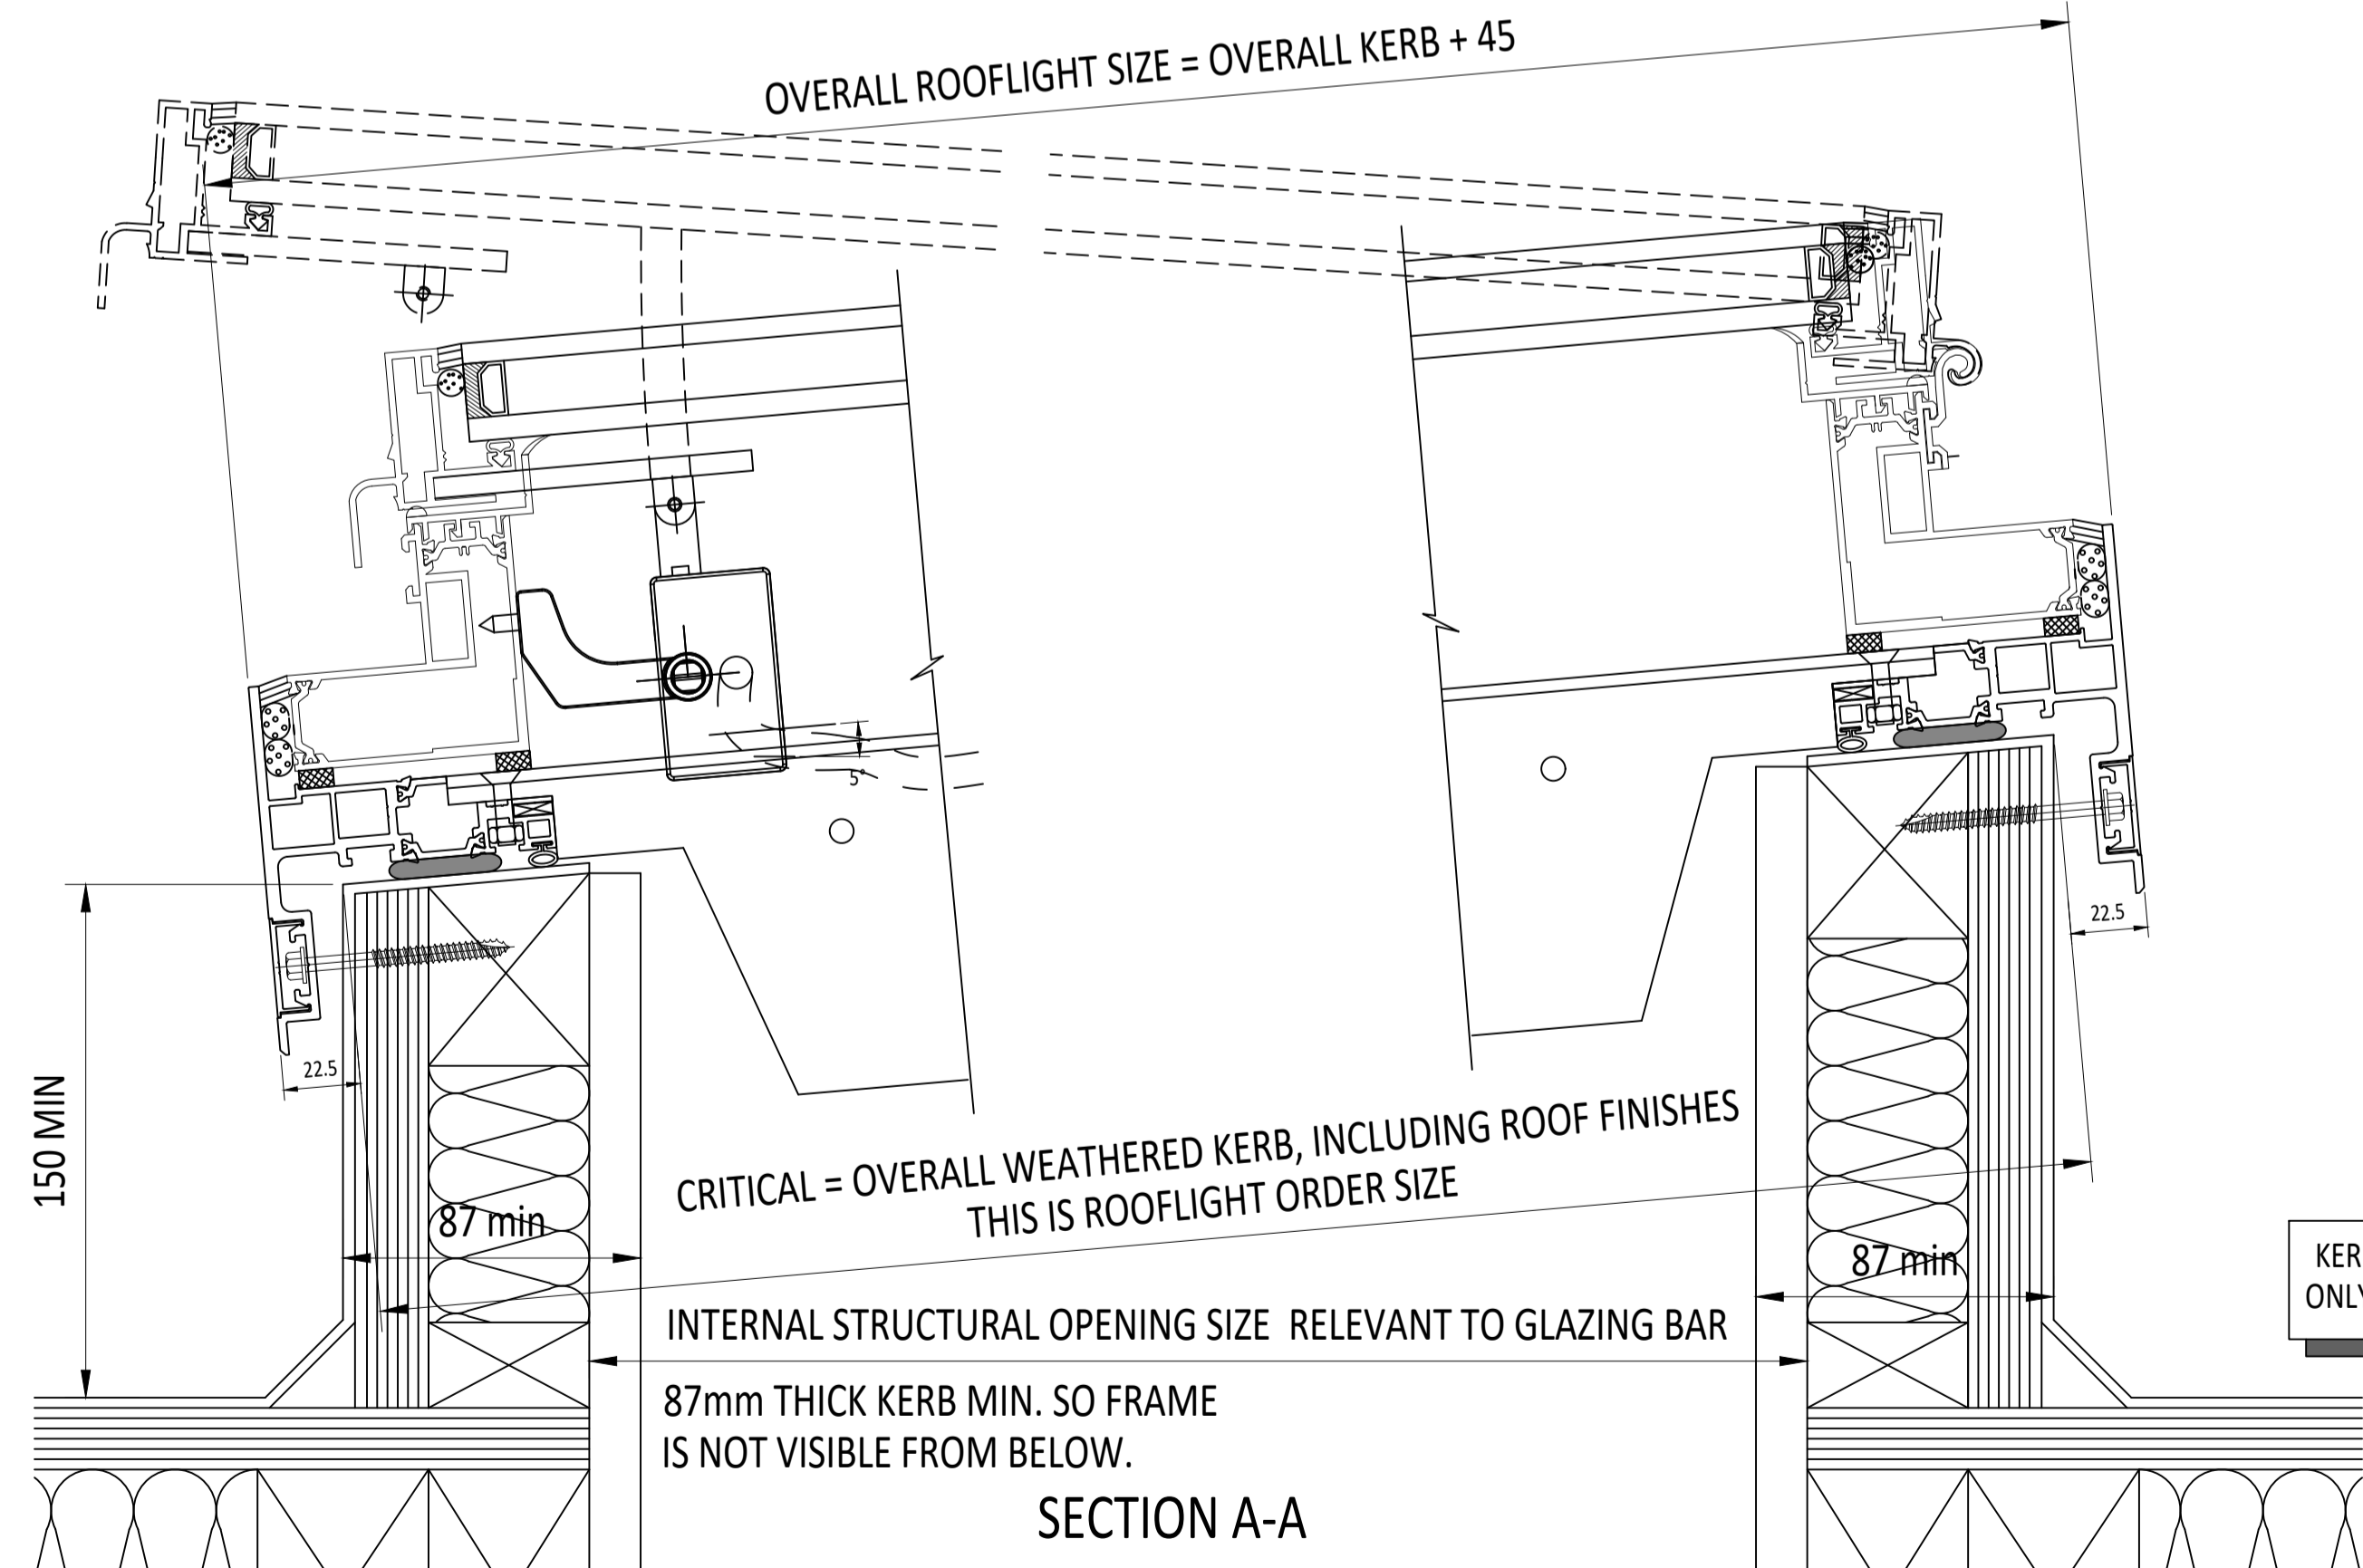 OVERALL ROOFLIGHT SIZE = OVERALL KERB + 45
5°
22.5
22.5
150 MIN
CRITICAL = OVERALL WEATHERED KERB, INCLUDING ROOF FINISHES
THIS IS ROOFLIGHT ORDER SIZE
87 min
87 min
KER
ONLY
INTERNAL STRUCTURAL OPENING SIZE RELEVANT TO GLAZING BAR
87mm THICK KERB MIN. SO FRAME
IS NOT VISIBLE FROM BELOW.
SECTION A-A